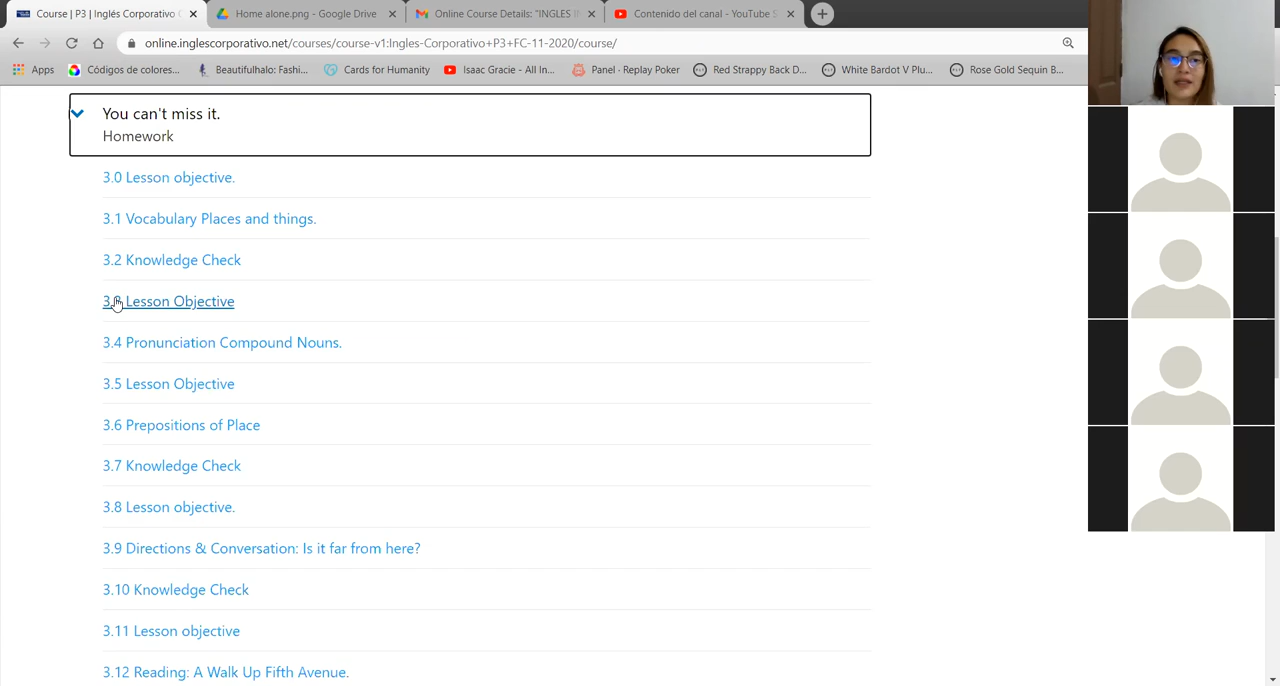 Course | P3 | Inglés Corporativo
Home alone.png - Google Drive
Online Course Details: "INGLES
Contenido del canal - YouTube
online.inglescorporativo.net/courses/course-v1:Ingles-Corporativo+P3+FC-11-2020/course/
Apps
Códigos de colores...
Beautifulhalo: Fashi...
Cards for Humanity
Isaac Gracie - All In...
Panel · Replay Poker
Red Strappy Back D...
White Bardot V Plu...
Rose Gold Sequin B...
You can't miss it.
Homework
3.0 Lesson objective.
3.1 Vocabulary Places and things.
3.2 Knowledge Check
Lesson Objective
3.4 Pronunciation Compound Nouns.
3.5 Lesson Objective
3.6 Prepositions of Place
3.7 Knowledge Check
3.8 Lesson objective.
3.9 Directions & Conversation: Is it far from here?
3.10 Knowledge Check
3.11 Lesson objective
3.12 Reading: A Walk Up Fifth Avenue.